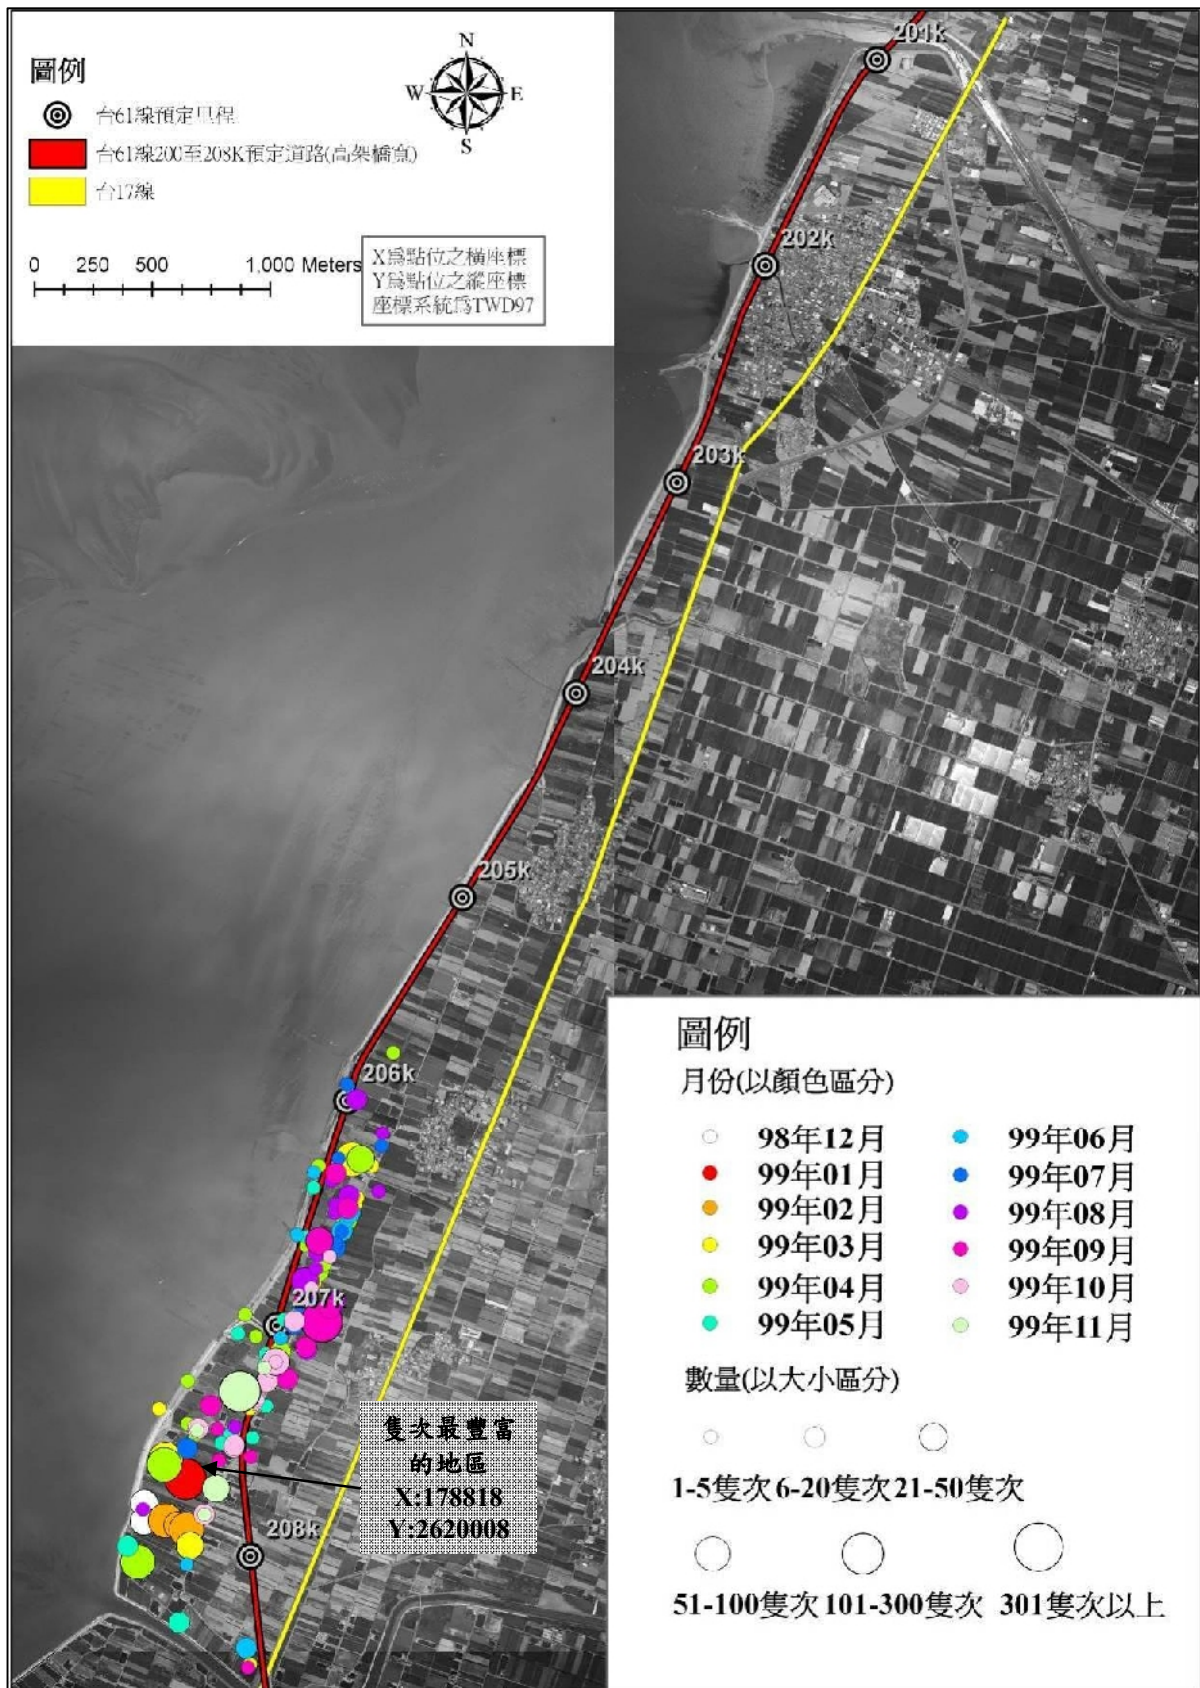 圖例
台61線預定里程
台61線200至208K預定道路(高架橋寬)
台17線
N
W
E
S
0 250 500 1,000 Meters
X為點位之橫座標
Y為點位之縱座標
座標系統為TWD97
201k
202k
203k
204k
205k
206k
207k
208k
隻次最豐富
的地區
X:178818
Y:2620008
圖例
月份(以顏色區分)
98年12月 99年06月
99年01月 99年07月
99年02月 99年08月
99年03月 99年09月
99年04月 99年10月
99年05月 99年11月
數量(以大小區分)
1-5隻次 6-20隻次 21-50隻次
51-100隻次 101-300隻次 301隻次以上